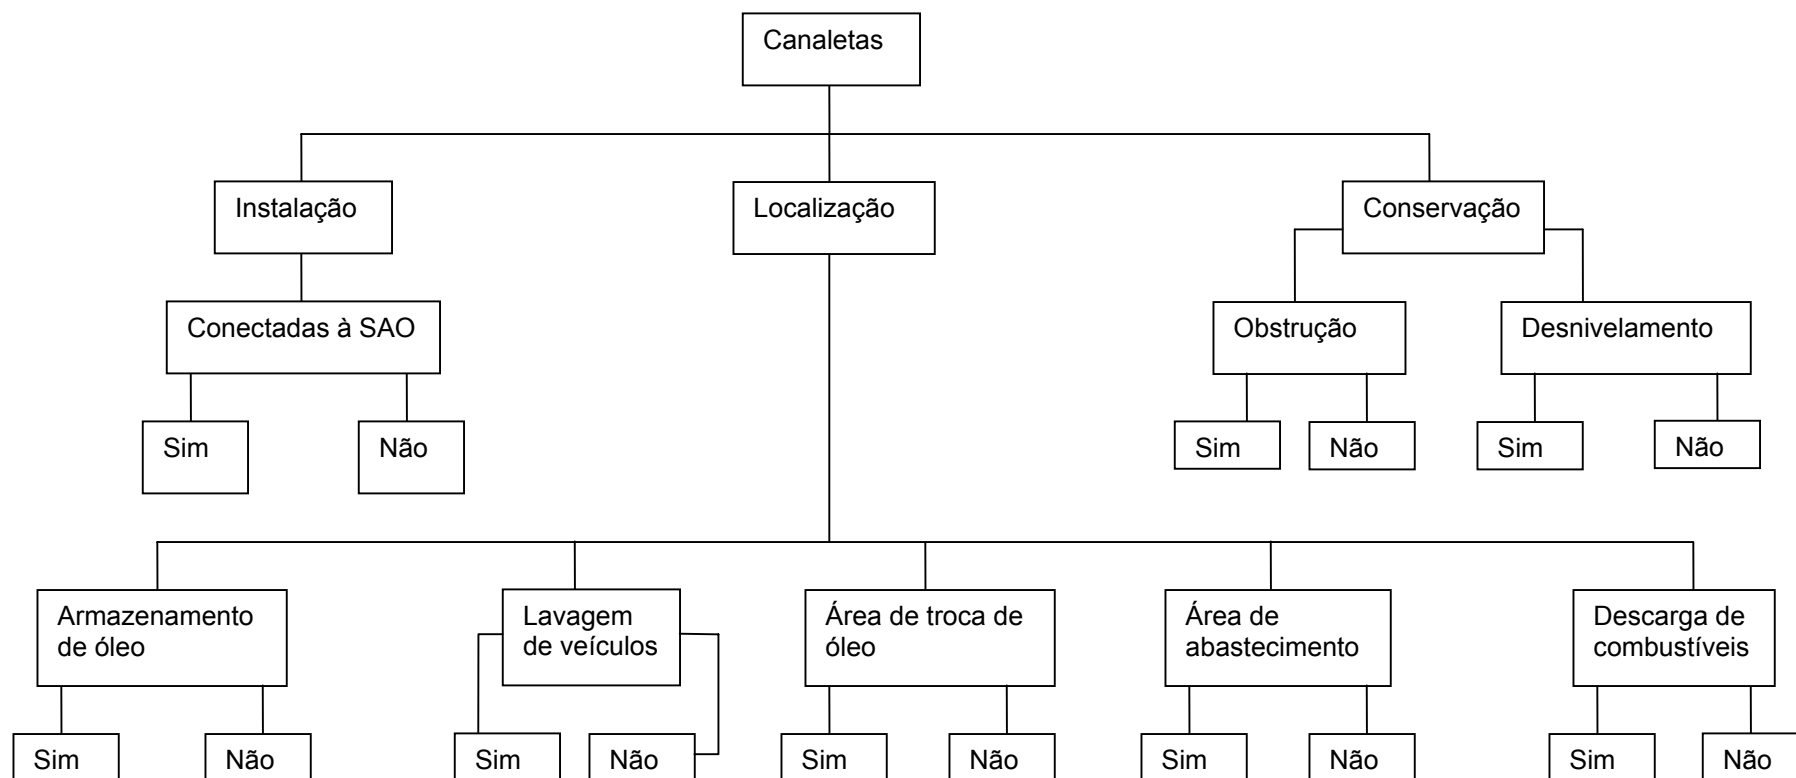 Canaletas
Instalação
Localização
Conservação
Conectadas à SAO
Obstrução
Desnivelamento
Sim
Não
Sim
Não
Sim
Não
Armazenamento
de óleo
Lavagem
de veículos
Área de troca de
óleo
Área de
abastecimento
Descarga de
combustíveis
Sim
Não
Sim
Não
Sim
Não
Sim
Não
Sim
Não